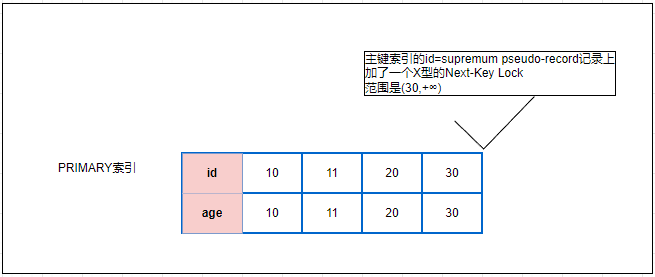 主键索引的id=supremum pseudo-record记录上
加了一个X型的Next-Key Lock
范围是(30,+∞)
PRIMARY索引
id 10 11 20 30
age 10 11 20 30